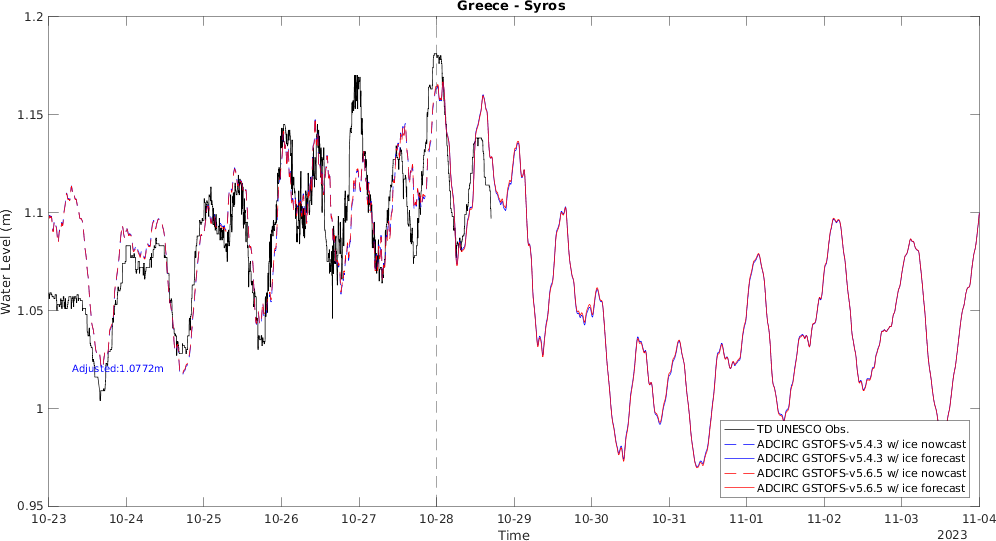 Greece - Syros
1.2
1.15
1.1
1.05
1
0.95
Water Level (m)
Adjusted:1.0772m
TD UNESCO Obs.
ADCIRC GSTOFS-v5.4.3 w/ ice nowcast
ADCIRC GSTOFS-v5.4.3 w/ ice forecast
ADCIRC GSTOFS-v5.6.5 w/ ice nowcast
ADCIRC GSTOFS-v5.6.5 w/ ice forecast
10-23 10-24 10-25 10-26 10-27 10-28 10-29 10-30 10-31 11-01 11-02 11-03 11-04
Time
2023